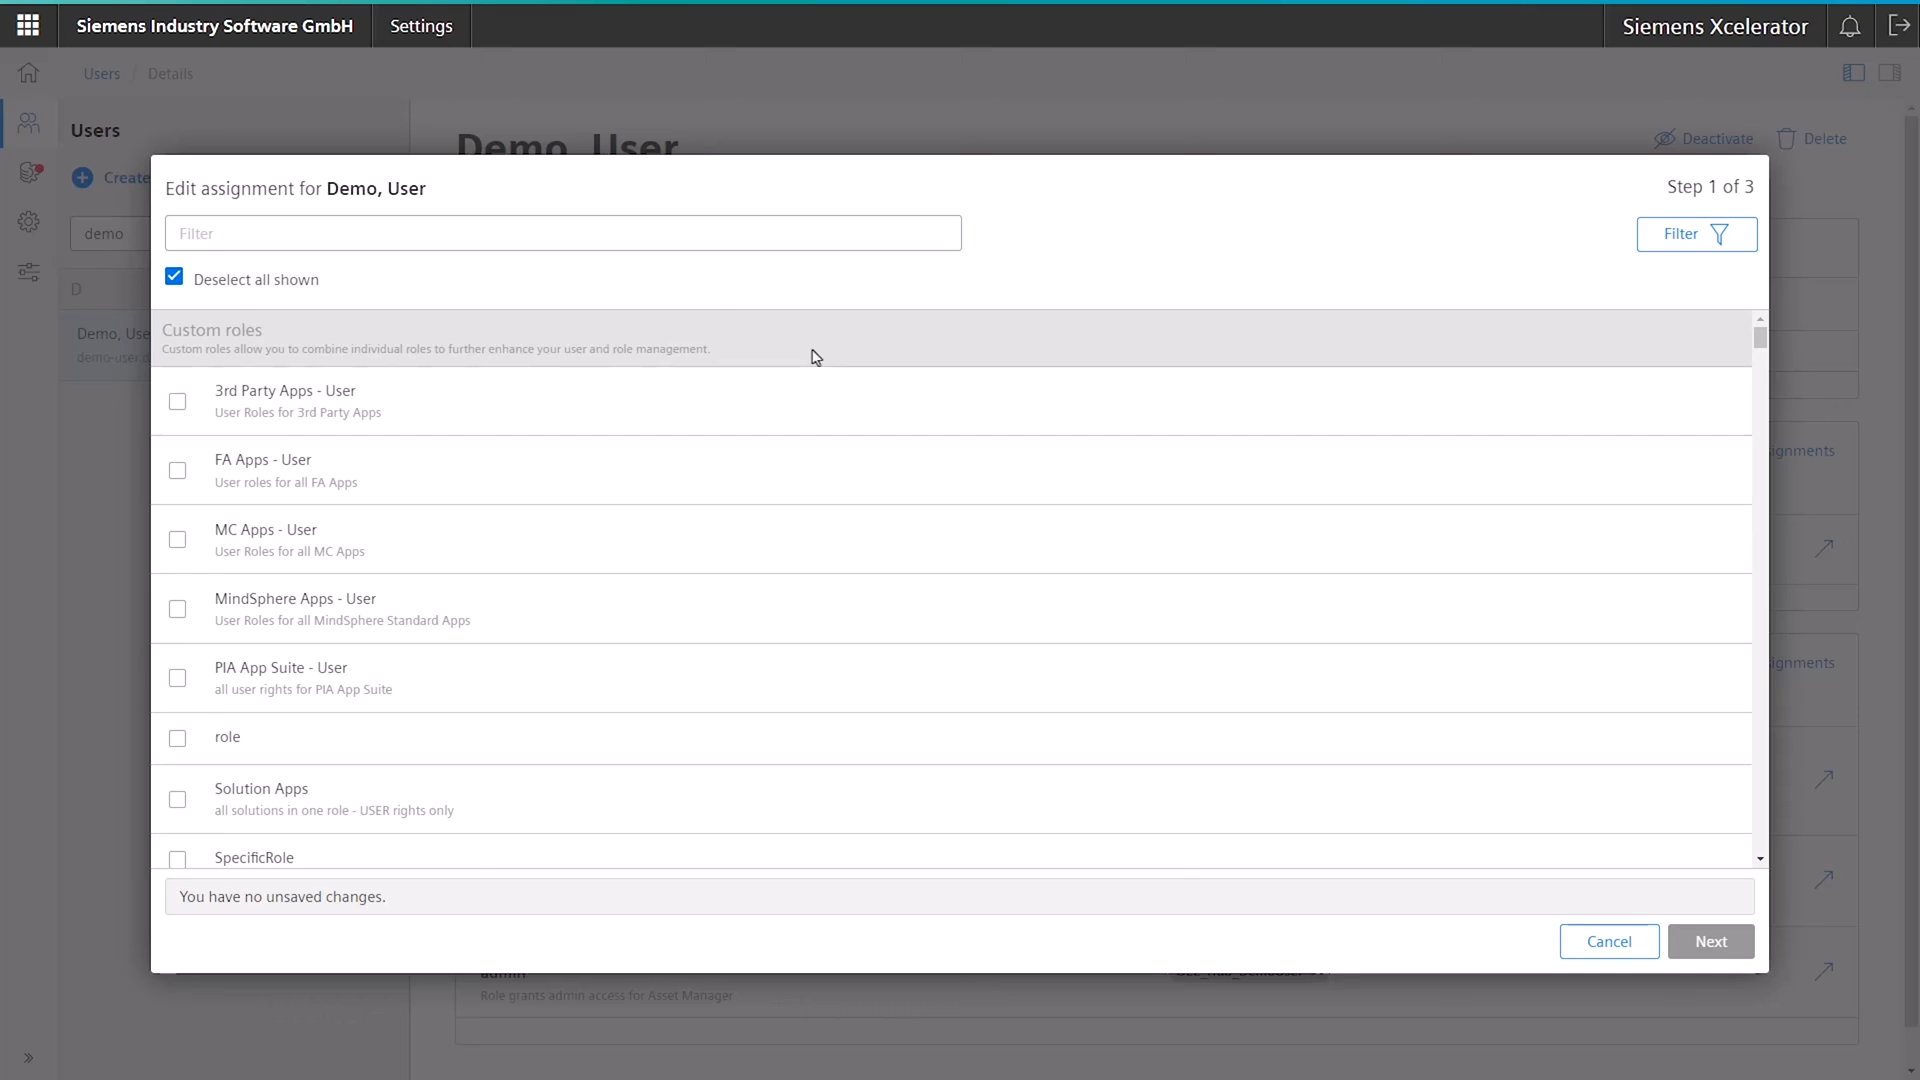 Siemens Industry Software GmbH
Settings
Siemens Xcelerator
Users / Details
Users
Demo, User
Deactivate
Delete
Create
demo
D
Demo, Use
demo-user.d
Edit assignment for Demo, User
Step 1 of 3
Filter
Filter
Deselect all shown
Custom roles
Custom roles allow you to combine individual roles to further enhance your user and role management.
3rd Party Apps - User
User Roles for 3rd Party Apps
FA Apps - User
User roles for all FA Apps
ignments
MC Apps - User
User Roles for all MC Apps
MindSphere Apps - User
User Roles for all MindSphere Standard Apps
PIA App Suite - User
all user rights for PIA App Suite
ignments
role
Solution Apps
all solutions in one role - USER rights only
SpecificRole
You have no unsaved changes.
Cancel
Next
admin
Role grants admin access for Asset Manager